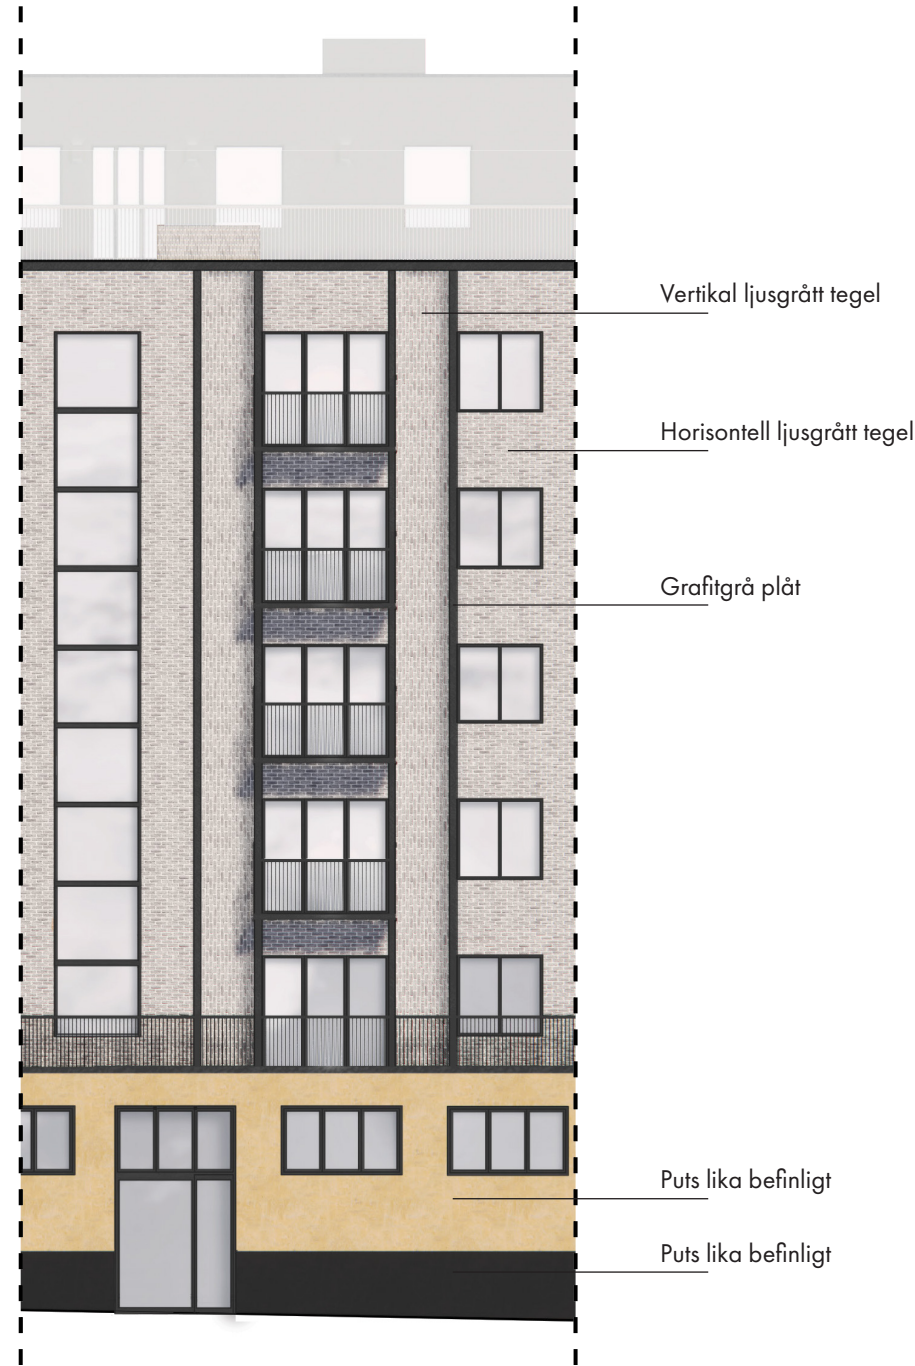 Vertikal ljusgrått tegel
Horisontell ljusgrått tegel
Grafitgrå plåt
Puts lika befinligt
Puts lika befinligt